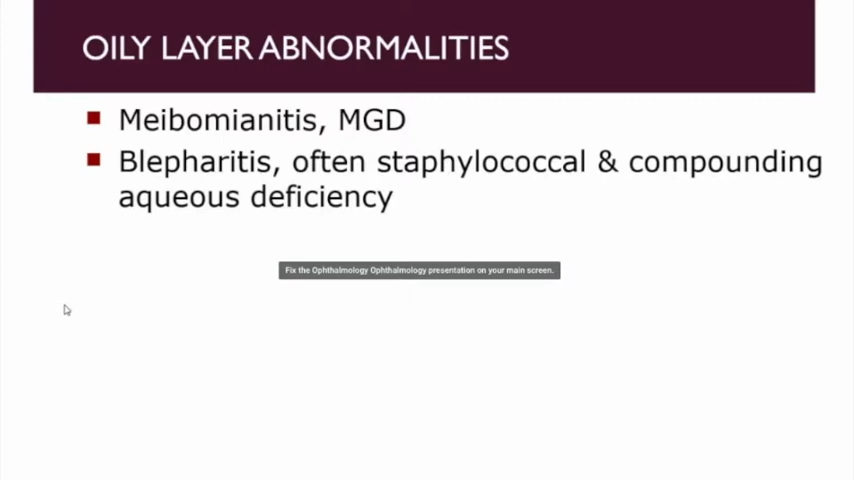 OILY LAYER ABNORMALITIES
Meibomianitis, MGD
Blepharitis, often staphylococcal & compounding
aqueous deficiency
Fix the Ophthalmology Ophthalmology presentation on your main screen.